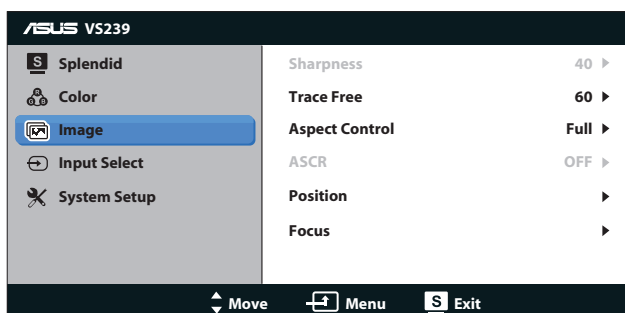 ASUS VS239
S Splendid
Color
Image
Input Select
System Setup
Sharpness 40
Trace Free 60
Aspect Control Full
ASCR OFF
Position
Focus
Move Menu S Exit